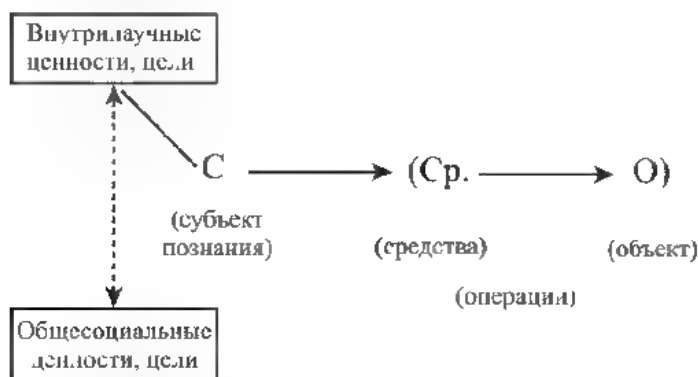 Внутринаучные
ценности, цели
С
(Ср.
О)
(субъект
познания)
(средства)
(объект)
(операции)
Общесоциальные
ценности, цели